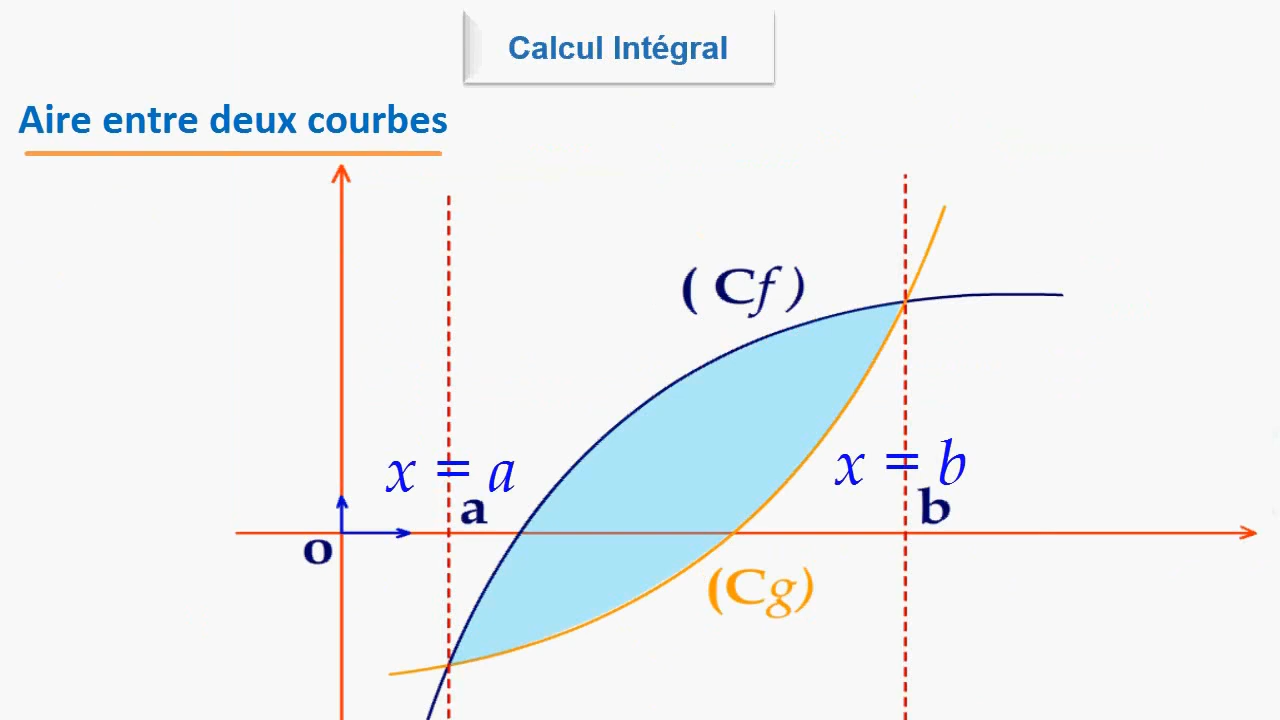 Calcul Intégral
Aire entre deux courbes
( Cf )
x = a
x = b
a
b
o
(Cg)